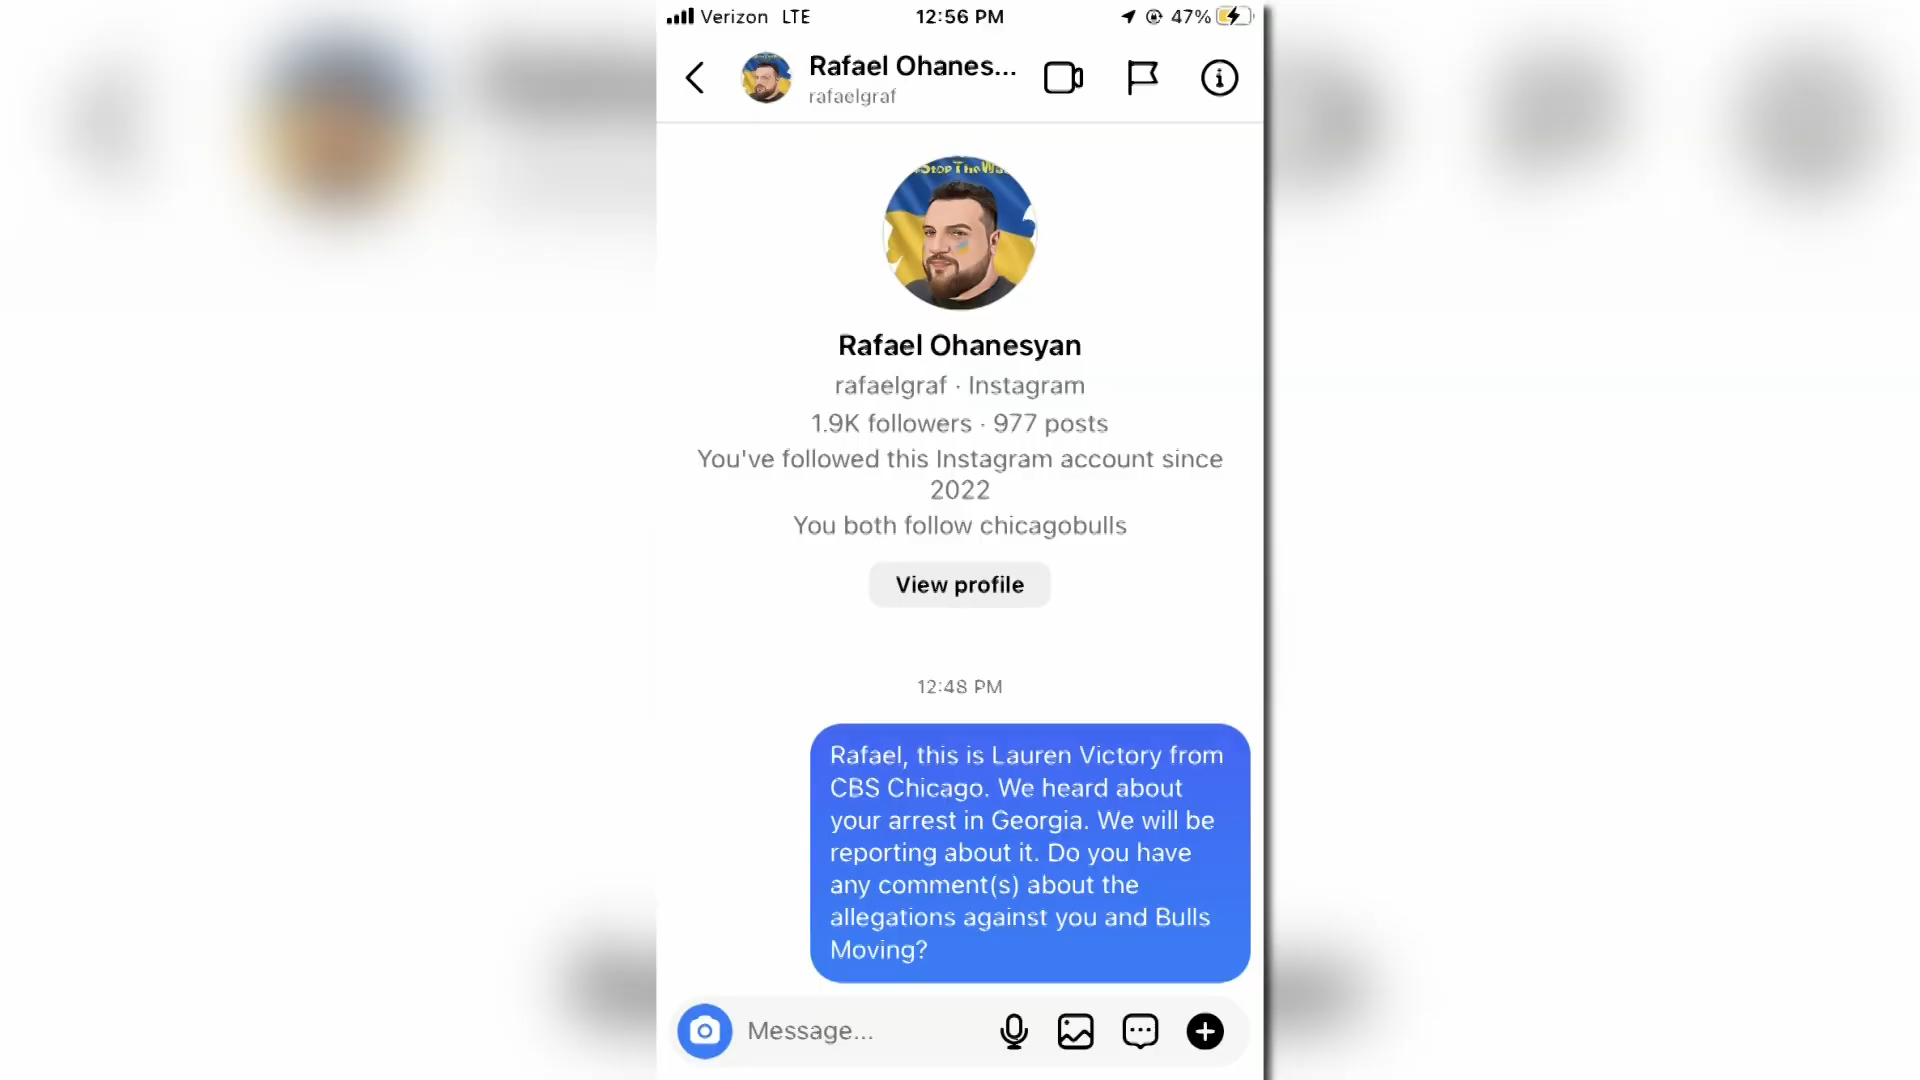 Verizon LTE 12:56 PM 47%
Rafael Ohanes...
rafaelgraf
StopTheWa
Rafael Ohanesyan
rafaelgraf · Instagram
1.9K followers · 977 posts
You've followed this Instagram account since
2022
You both follow chicagobulls
View profile
12:48 PM
Rafael, this is Lauren Victory from
CBS Chicago. We heard about
your arrest in Georgia. We will be
reporting about it. Do you have
any comment(s) about the
allegations against you and Bulls
Moving?
Message...